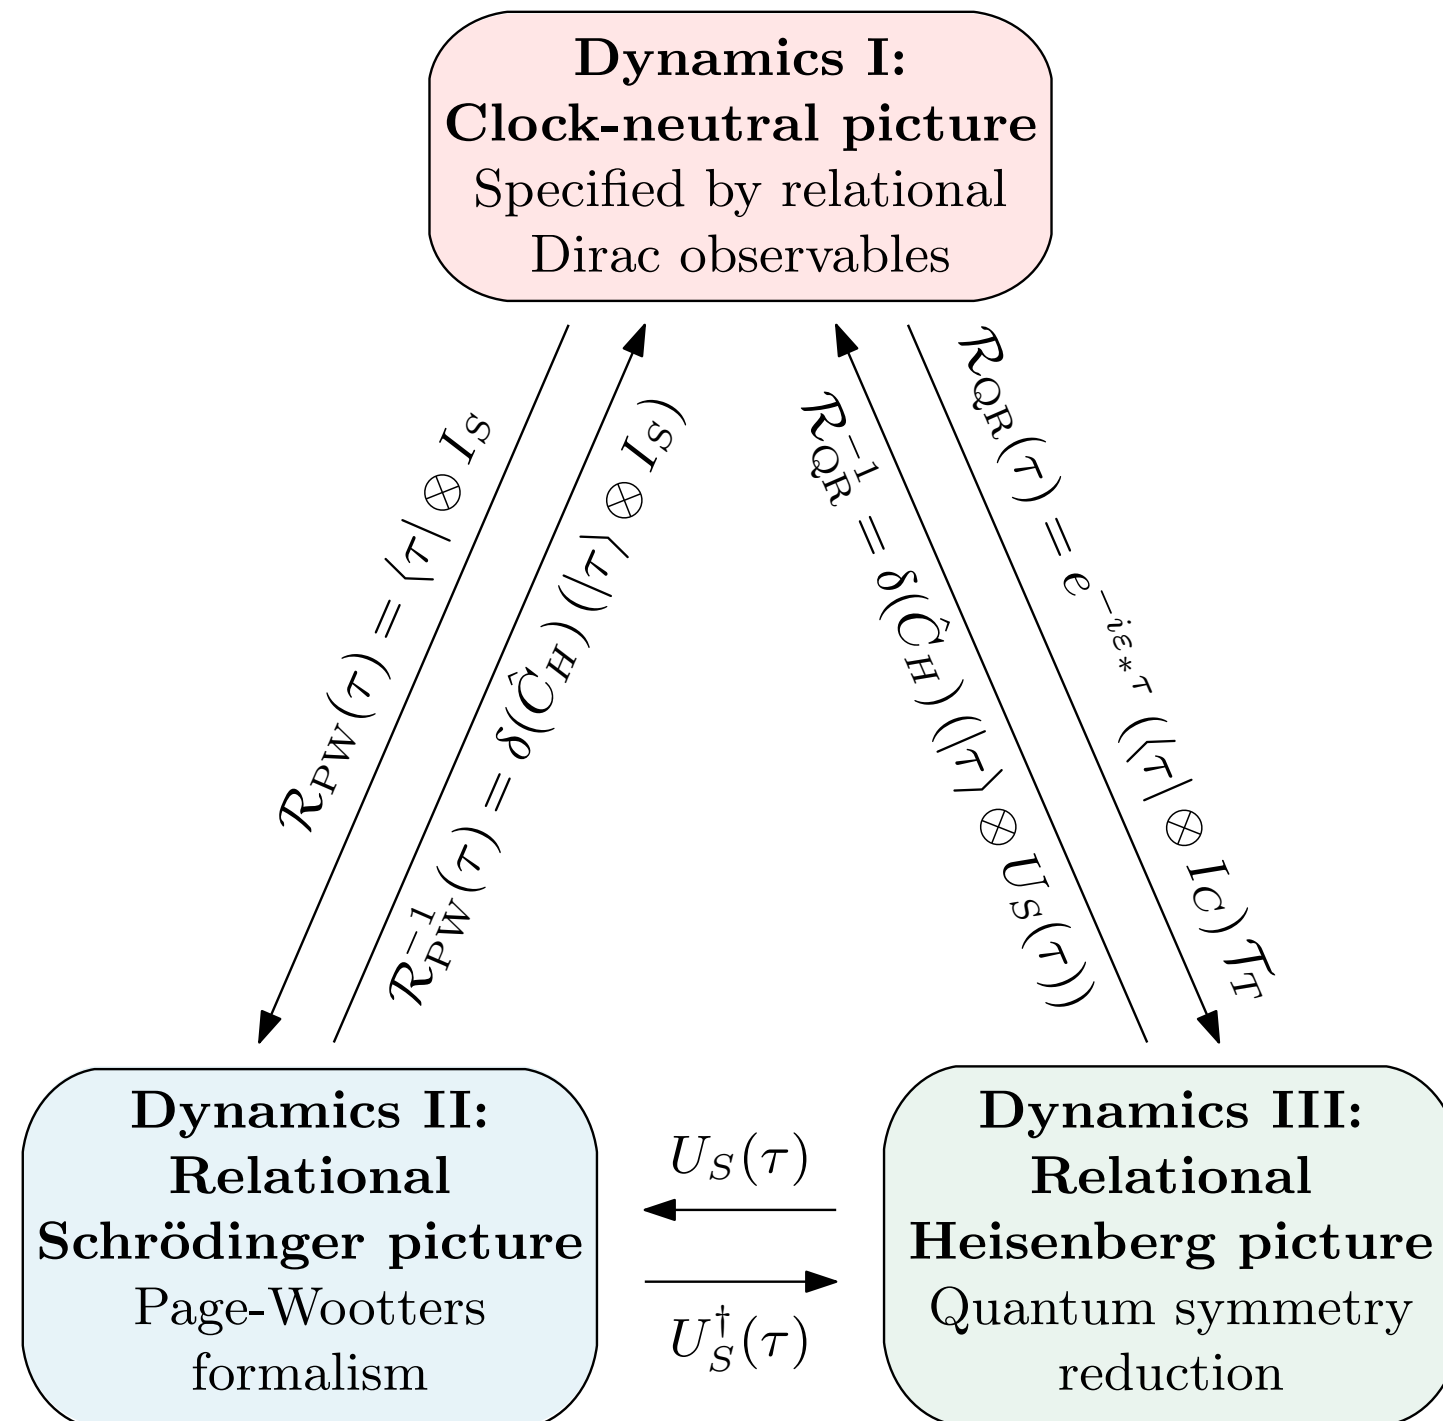 Dynamics I:
Clock-neutral picture
Specified by relational
Dirac observables
𝓡_PW(τ) = ⟨τ| ⊗ I_S
𝓡_PW^{-1}(τ) = δ(Ĉ_H)(|τ⟩ ⊗ I_S)
𝓡_QR^{-1} = δ(Ĉ_H)(|τ⟩ ⊗ U_S(τ))
𝓡_QR(τ) = e^{-iε_*τ}(⟨τ| ⊗ I_C)𝒯_T
Dynamics II:
Relational
Schrödinger picture
Page-Wootters
formalism
U_S(τ)
U_S^†(τ)
Dynamics III:
Relational
Heisenberg picture
Quantum symmetry
reduction